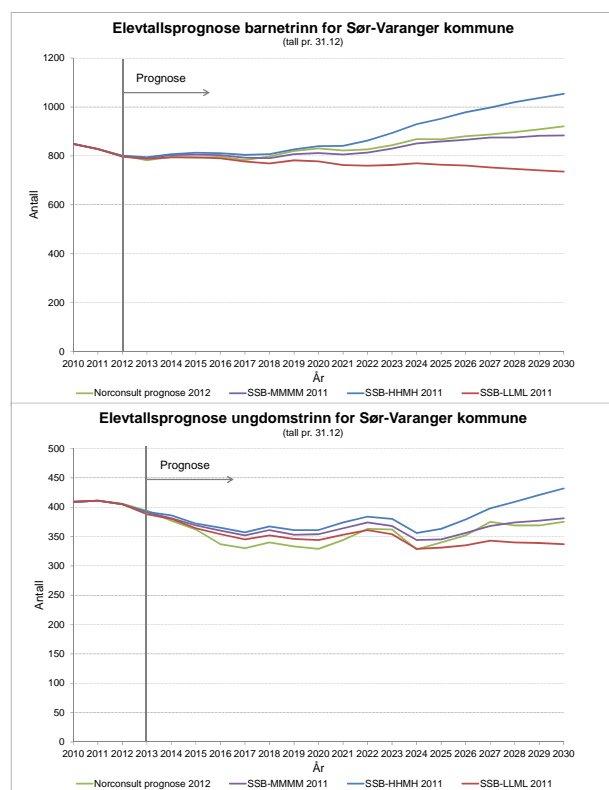 Elevtallsprognose barnetrinn for Sør-Varanger kommune
(tall pr. 31.12)
1200
Prognose
1000
800
600
Antall
400
200
0
2010 2011 2012 2013 2014 2015 2016 2017 2018 2019 2020 2021 2022 2023 2024 2025 2026 2027 2028 2029 2030
År
Norconsult prognose 2012 SSB-MMMM 2011 SSB-HHMH 2011 SSB-LLML 2011
Elevtallsprognose ungdomstrinn for Sør-Varanger kommune
(tall pr. 31.12)
500
Prognose
450
400
350
300
250
Antall
200
150
100
50
0
2010 2011 2012 2013 2014 2015 2016 2017 2018 2019 2020 2021 2022 2023 2024 2025 2026 2027 2028 2029 2030
År
Norconsult prognose 2012 SSB-MMMM 2011 SSB-HHMH 2011 SSB-LLML 2011